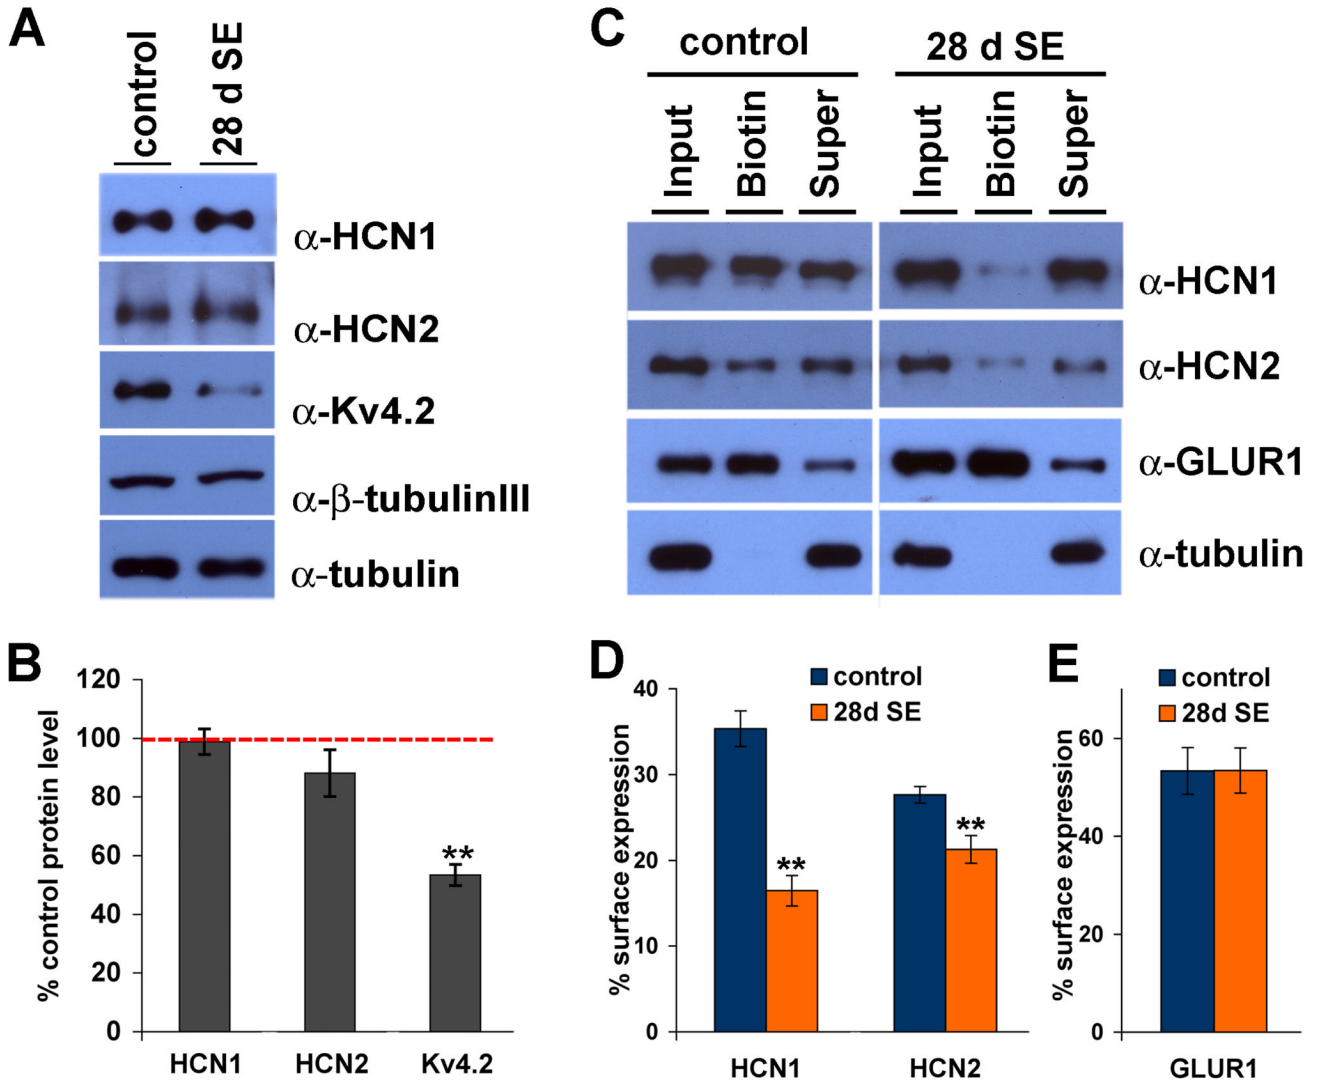 A
control
28 d SE
α-HCN1
α-HCN2
α-Kv4.2
α-β-tubulinIII
α-tubulin
B
% control protein level
120
100
80
60
40
20
0
**
HCN1
HCN2
Kv4.2
C
control
28 d SE
Input
Biotin
Super
Input
Biotin
Super
α-HCN1
α-HCN2
α-GLUR1
α-tubulin
D
control
28d SE
% surface expression
40
30
20
10
0
**
**
HCN1
HCN2
E
control
28d SE
% surface expression
60
40
20
0
GLUR1